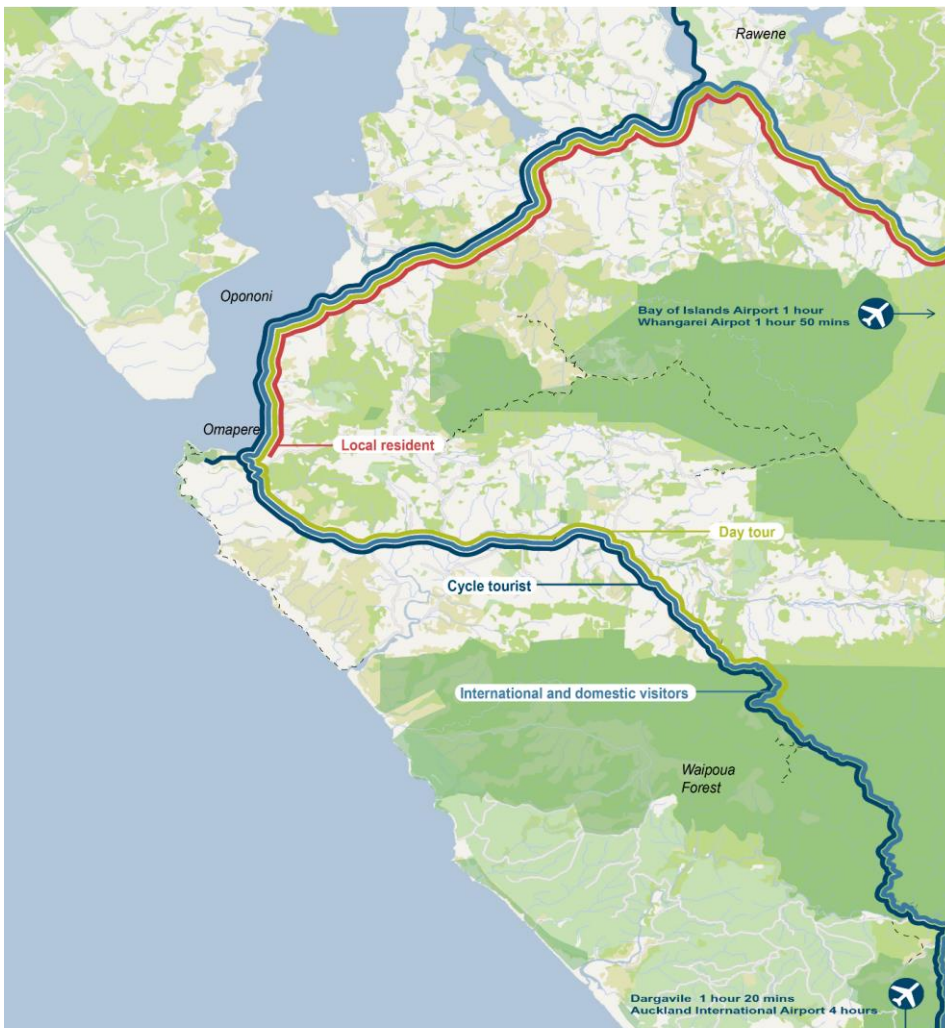 Rawene
Opononi
Bay of Islands Airport 1 hour
Whangarei Airpot 1 hour 50 mins
Omapere
Local resident
Day tour
Cycle tourist
International and domestic visitors
Waipoua
Forest
Dargavile 1 hour 20 mins
Auckland International Airport 4 hours